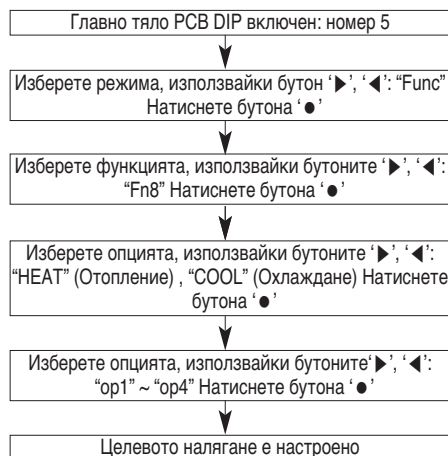 Главно тяло PCB DIP включен: номер 5
Изберете режима, използвайки бутон ‘▶’, ‘◀’: “Func”
Натиснете бутона ‘●’
Изберете функцията, използвайки бутоните ‘▶’, ‘◀’:
“Fn8” Натиснете бутона ‘●’
Изберете опцията, използвайки бутоните ‘▶’, ‘◀’:
“HEAT” (Отопление) , “COOL” (Охлаждане) Натиснете
бутона ‘●’
Изберете опцията, използвайки бутоните‘▶’, ‘◀’:
“op1” ~ “op4” Натиснете бутона ‘●’
Целевото налягане е настроено